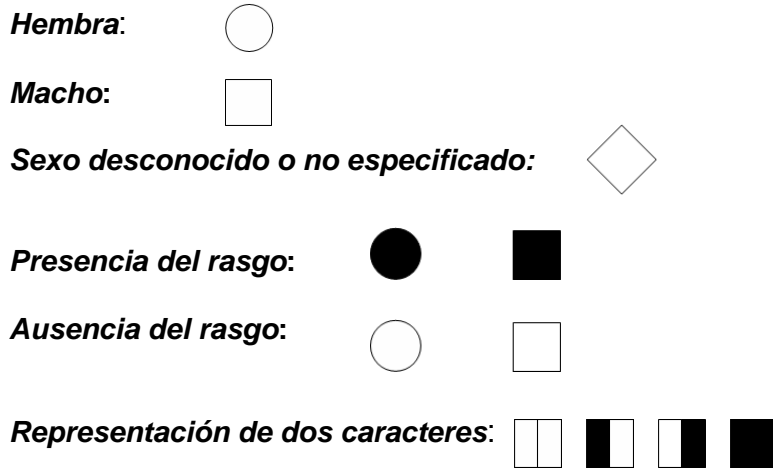 Hembra:
Macho:
Sexo desconocido o no especificado:
Presencia del rasgo:
Ausencia del rasgo:
Representación de dos caracteres: